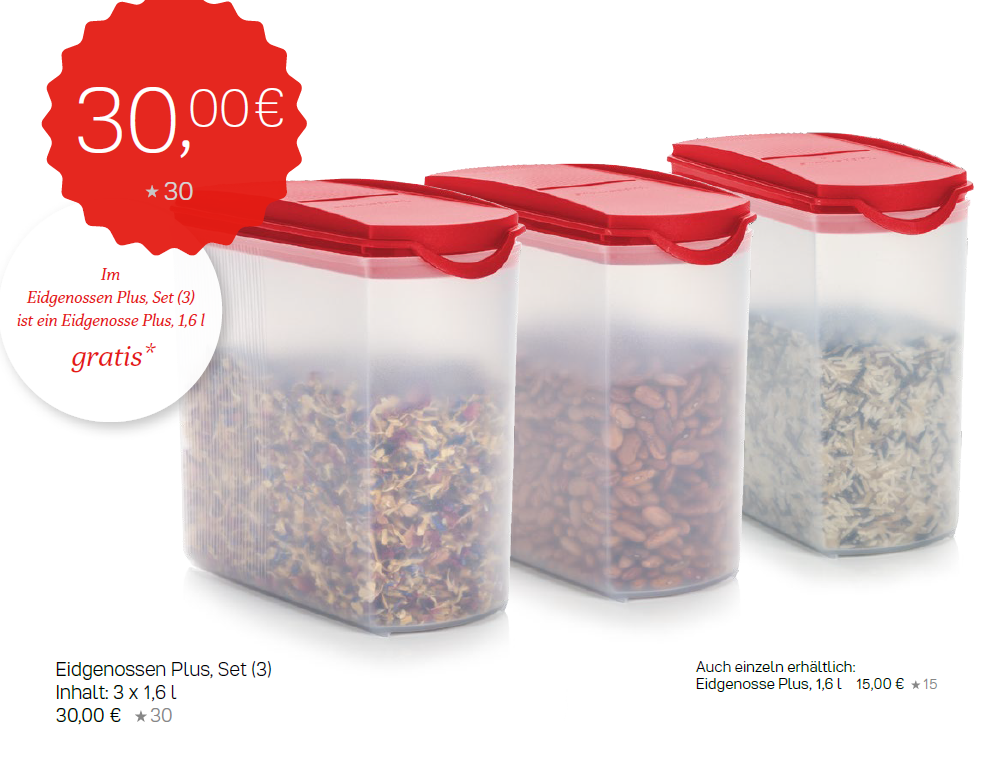 30,00 €
★30
Im
Eidgenossen Plus, Set (3)
ist ein Eidgenosse Plus, 1,6 l
gratis*
Eidgenossen Plus, Set (3)
Inhalt: 3 x 1,6 l
30,00 € ★30
Auch einzeln erhältlich:
Eidgenosse Plus, 1,6 l 15,00 € ★15